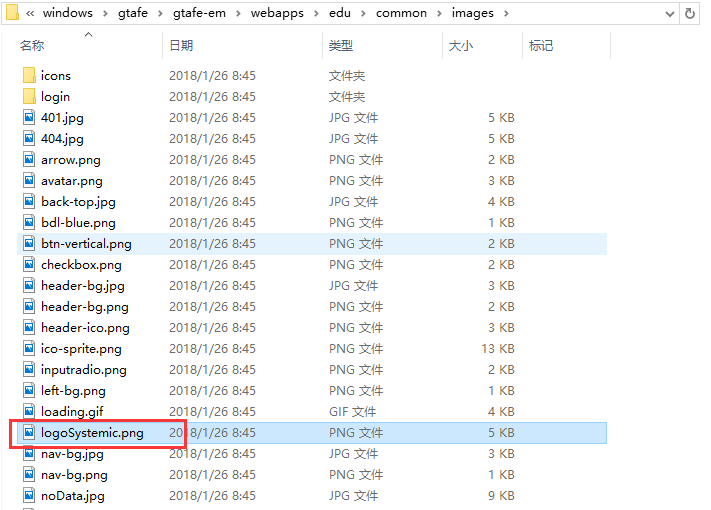 « windows > gtafe > gtafe-em > webapps > edu > common > images >
名称 日期 类型 大小 标记
icons 2018/1/26 8:45 文件夹
login 2018/1/26 8:45 文件夹
401.jpg 2018/1/26 8:45 JPG 文件 5 KB
404.jpg 2018/1/26 8:45 JPG 文件 5 KB
arrow.png 2018/1/26 8:45 PNG 文件 2 KB
avatar.png 2018/1/26 8:45 PNG 文件 3 KB
back-top.jpg 2018/1/26 8:45 JPG 文件 4 KB
bdl-blue.png 2018/1/26 8:45 PNG 文件 1 KB
btn-vertical.png 2018/1/26 8:45 PNG 文件 2 KB
checkbox.png 2018/1/26 8:45 PNG 文件 2 KB
header-bg.jpg 2018/1/26 8:45 JPG 文件 3 KB
header-bg.png 2018/1/26 8:45 PNG 文件 2 KB
header-ico.png 2018/1/26 8:45 PNG 文件 3 KB
ico-sprite.png 2018/1/26 8:45 PNG 文件 13 KB
inputradio.png 2018/1/26 8:45 PNG 文件 2 KB
left-bg.png 2018/1/26 8:45 PNG 文件 1 KB
loading.gif 2018/1/26 8:45 GIF 文件 4 KB
logoSystemic.png 2018/1/26 8:45 PNG 文件 5 KB
nav-bg.jpg 2018/1/26 8:45 JPG 文件 3 KB
nav-bg.png 2018/1/26 8:45 PNG 文件 2 KB
noData.jpg 2018/1/26 8:45 JPG 文件 9 KB